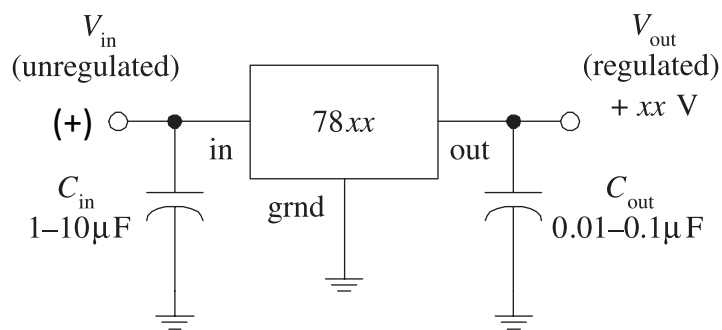 V_in
(unregulated)
(+)
in
78xx
out
grnd
V_out
(regulated)
+ xx V
C_in
1–10µF
C_out
0.01–0.1µF